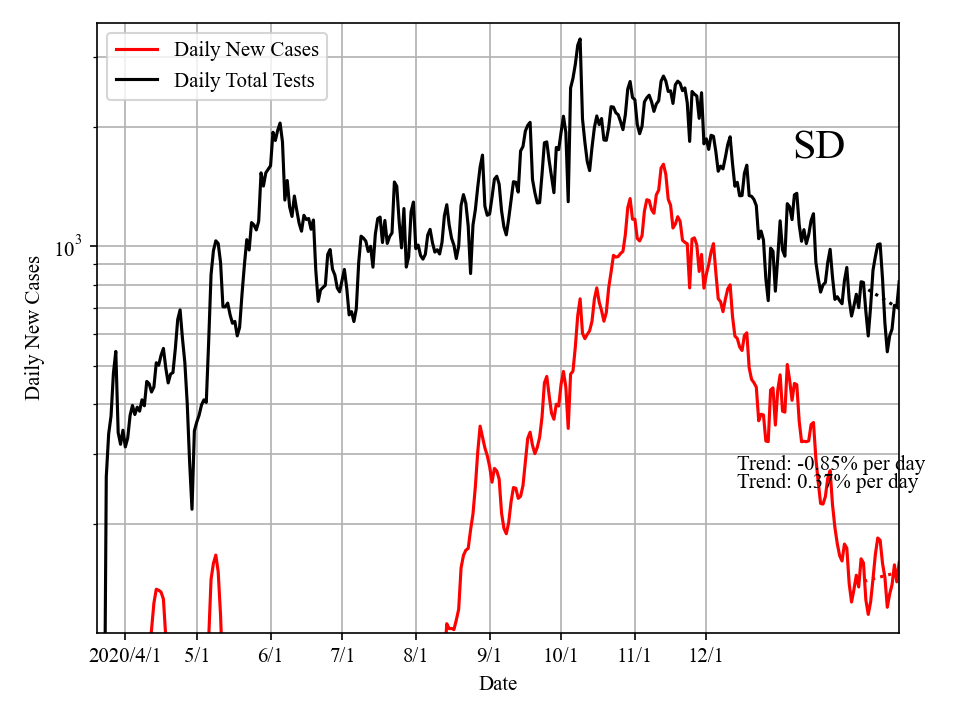 Daily New Cases
Daily Total Tests
SD
10³
Daily New Cases
Trend: -0.85% per day
Trend: 0.37% per day
2020/4/1 5/1 6/1 7/1 8/1 9/1 10/1 11/1 12/1
Date